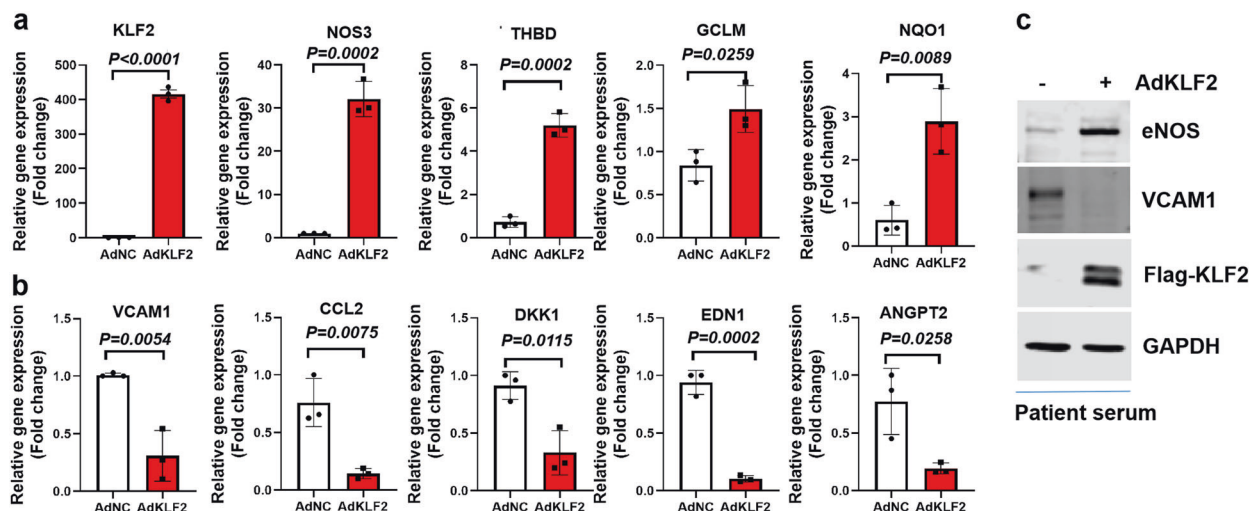 a
KLF2
P<0.0001
Relative gene expression
(Fold change)
500
400
300
200
100
0
AdNC AdKLF2
NOS3
P=0.0002
Relative gene expression
(Fold change)
40
30
20
10
0
AdNC AdKLF2
THBD
P=0.0002
Relative gene expression
(Fold change)
8
6
4
2
0
AdNC AdKLF2
GCLM
P=0.0259
Relative gene expression
(Fold change)
2.0
1.5
1.0
0.5
0.0
AdNC AdKLF2
NQO1
P=0.0089
Relative gene expression
(Fold change)
4
3
2
1
0
AdNC AdKLF2
b
VCAM1
P=0.0054
Relative gene expression
(Fold change)
1.5
1.0
0.5
0.0
AdNC AdKLF2
CCL2
P=0.0075
Relative gene expression
(Fold change)
1.5
1.0
0.5
0.0
AdNC AdKLF2
DKK1
P=0.0115
Relative gene expression
(Fold change)
1.5
1.0
0.5
0.0
AdNC AdKLF2
EDN1
P=0.0002
Relative gene expression
(Fold change)
1.5
1.0
0.5
0.0
AdNC AdKLF2
ANGPT2
P=0.0258
Relative gene expression
(Fold change)
1.5
1.0
0.5
0.0
AdNC AdKLF2
c
- + AdKLF2
eNOS
VCAM1
Flag-KLF2
GAPDH
Patient serum